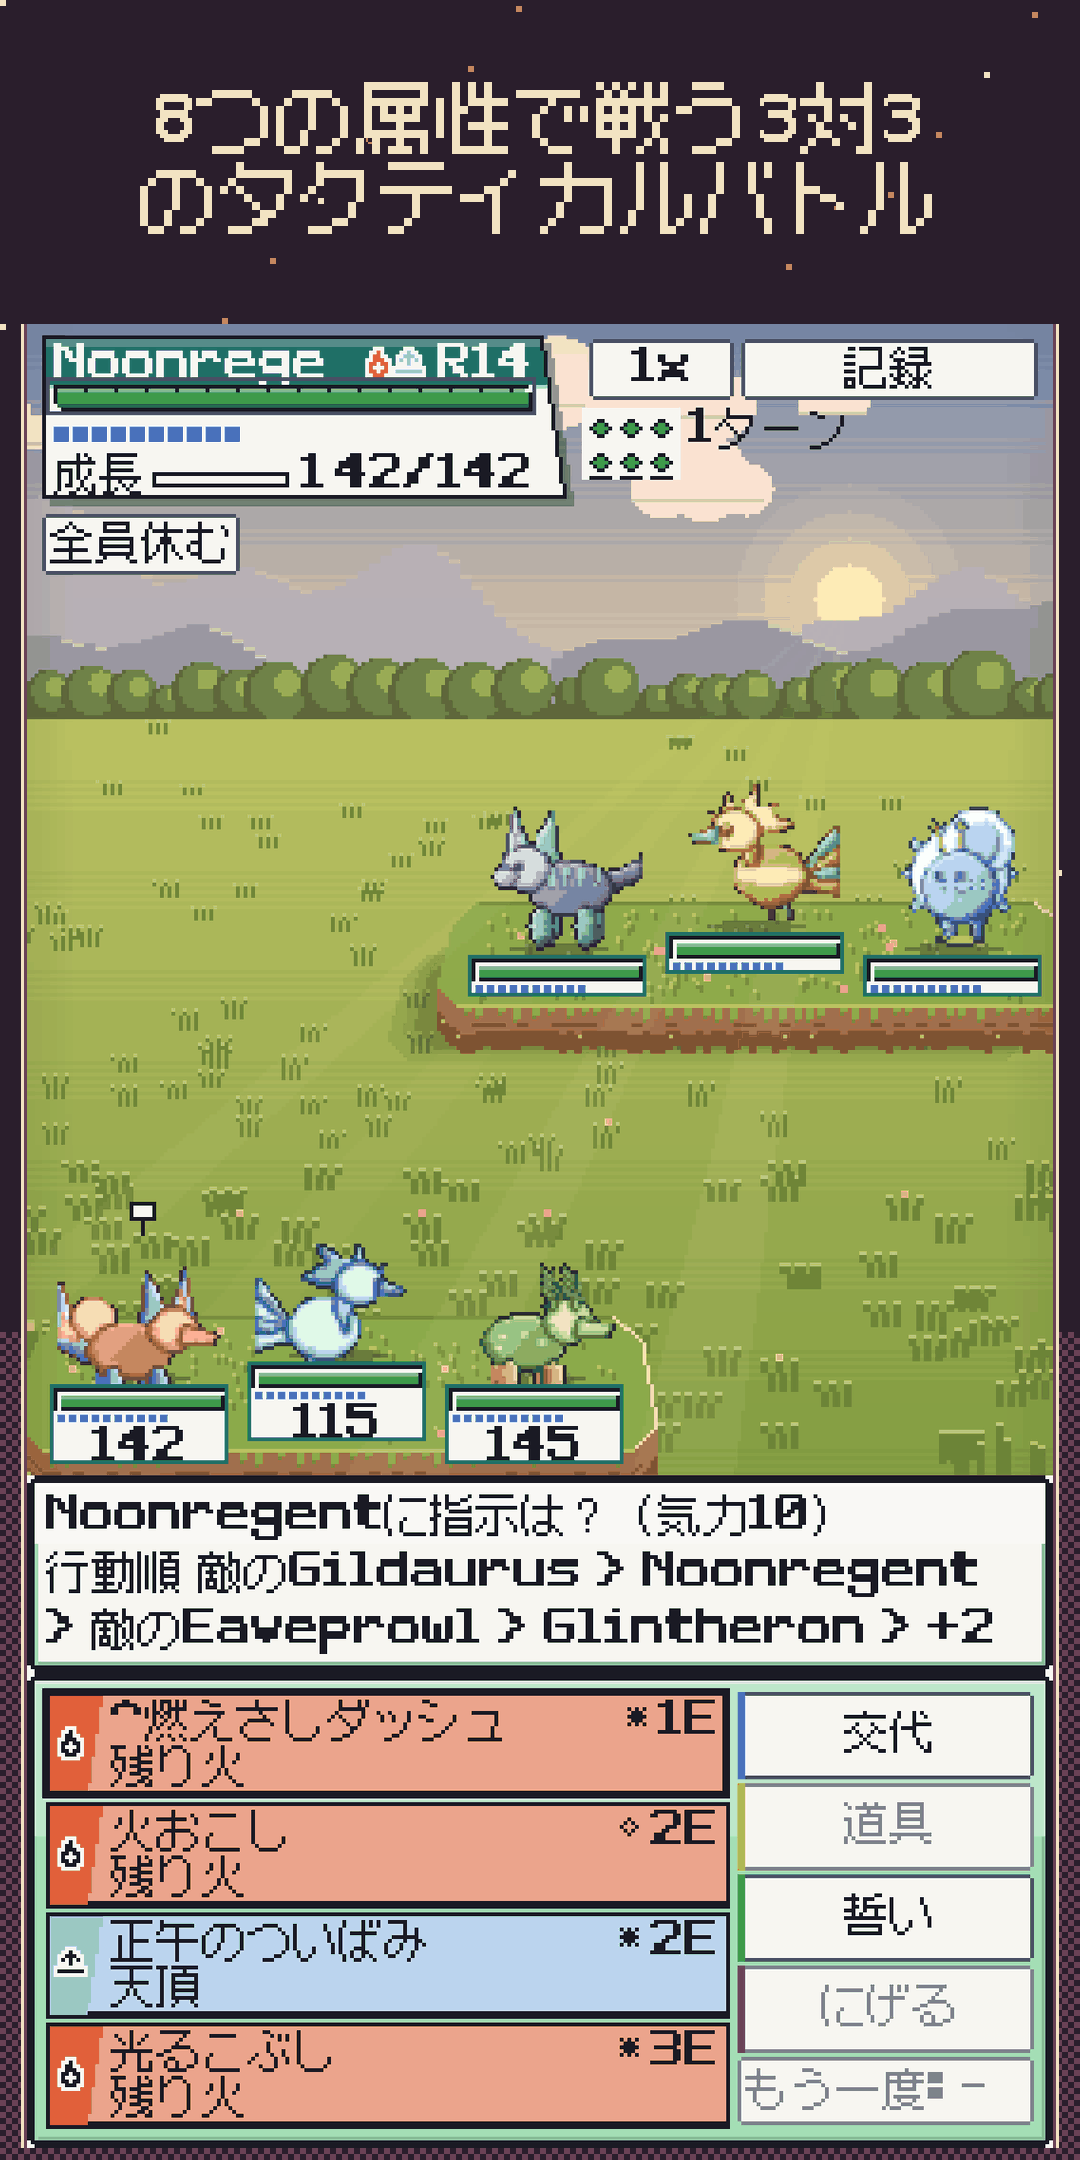 8つの属性で戦う3対3
のタクティカルバトル
Noonrege R14
1x
記録
1ターン
成長 142/142
全員休む
142
115
145
Noonregentに指示は？（気力10）
行動順 敵のGildaurus > Noonregent
> 敵のEaveprowl > Glintheron > +2
燃えさしダッシュ 1E
残り火
交代
火おこし 2E
残り火
道具
正午のついばみ 2E
天頂
誓い
光るこぶし 3E
残り火
にげる
もう一度: -